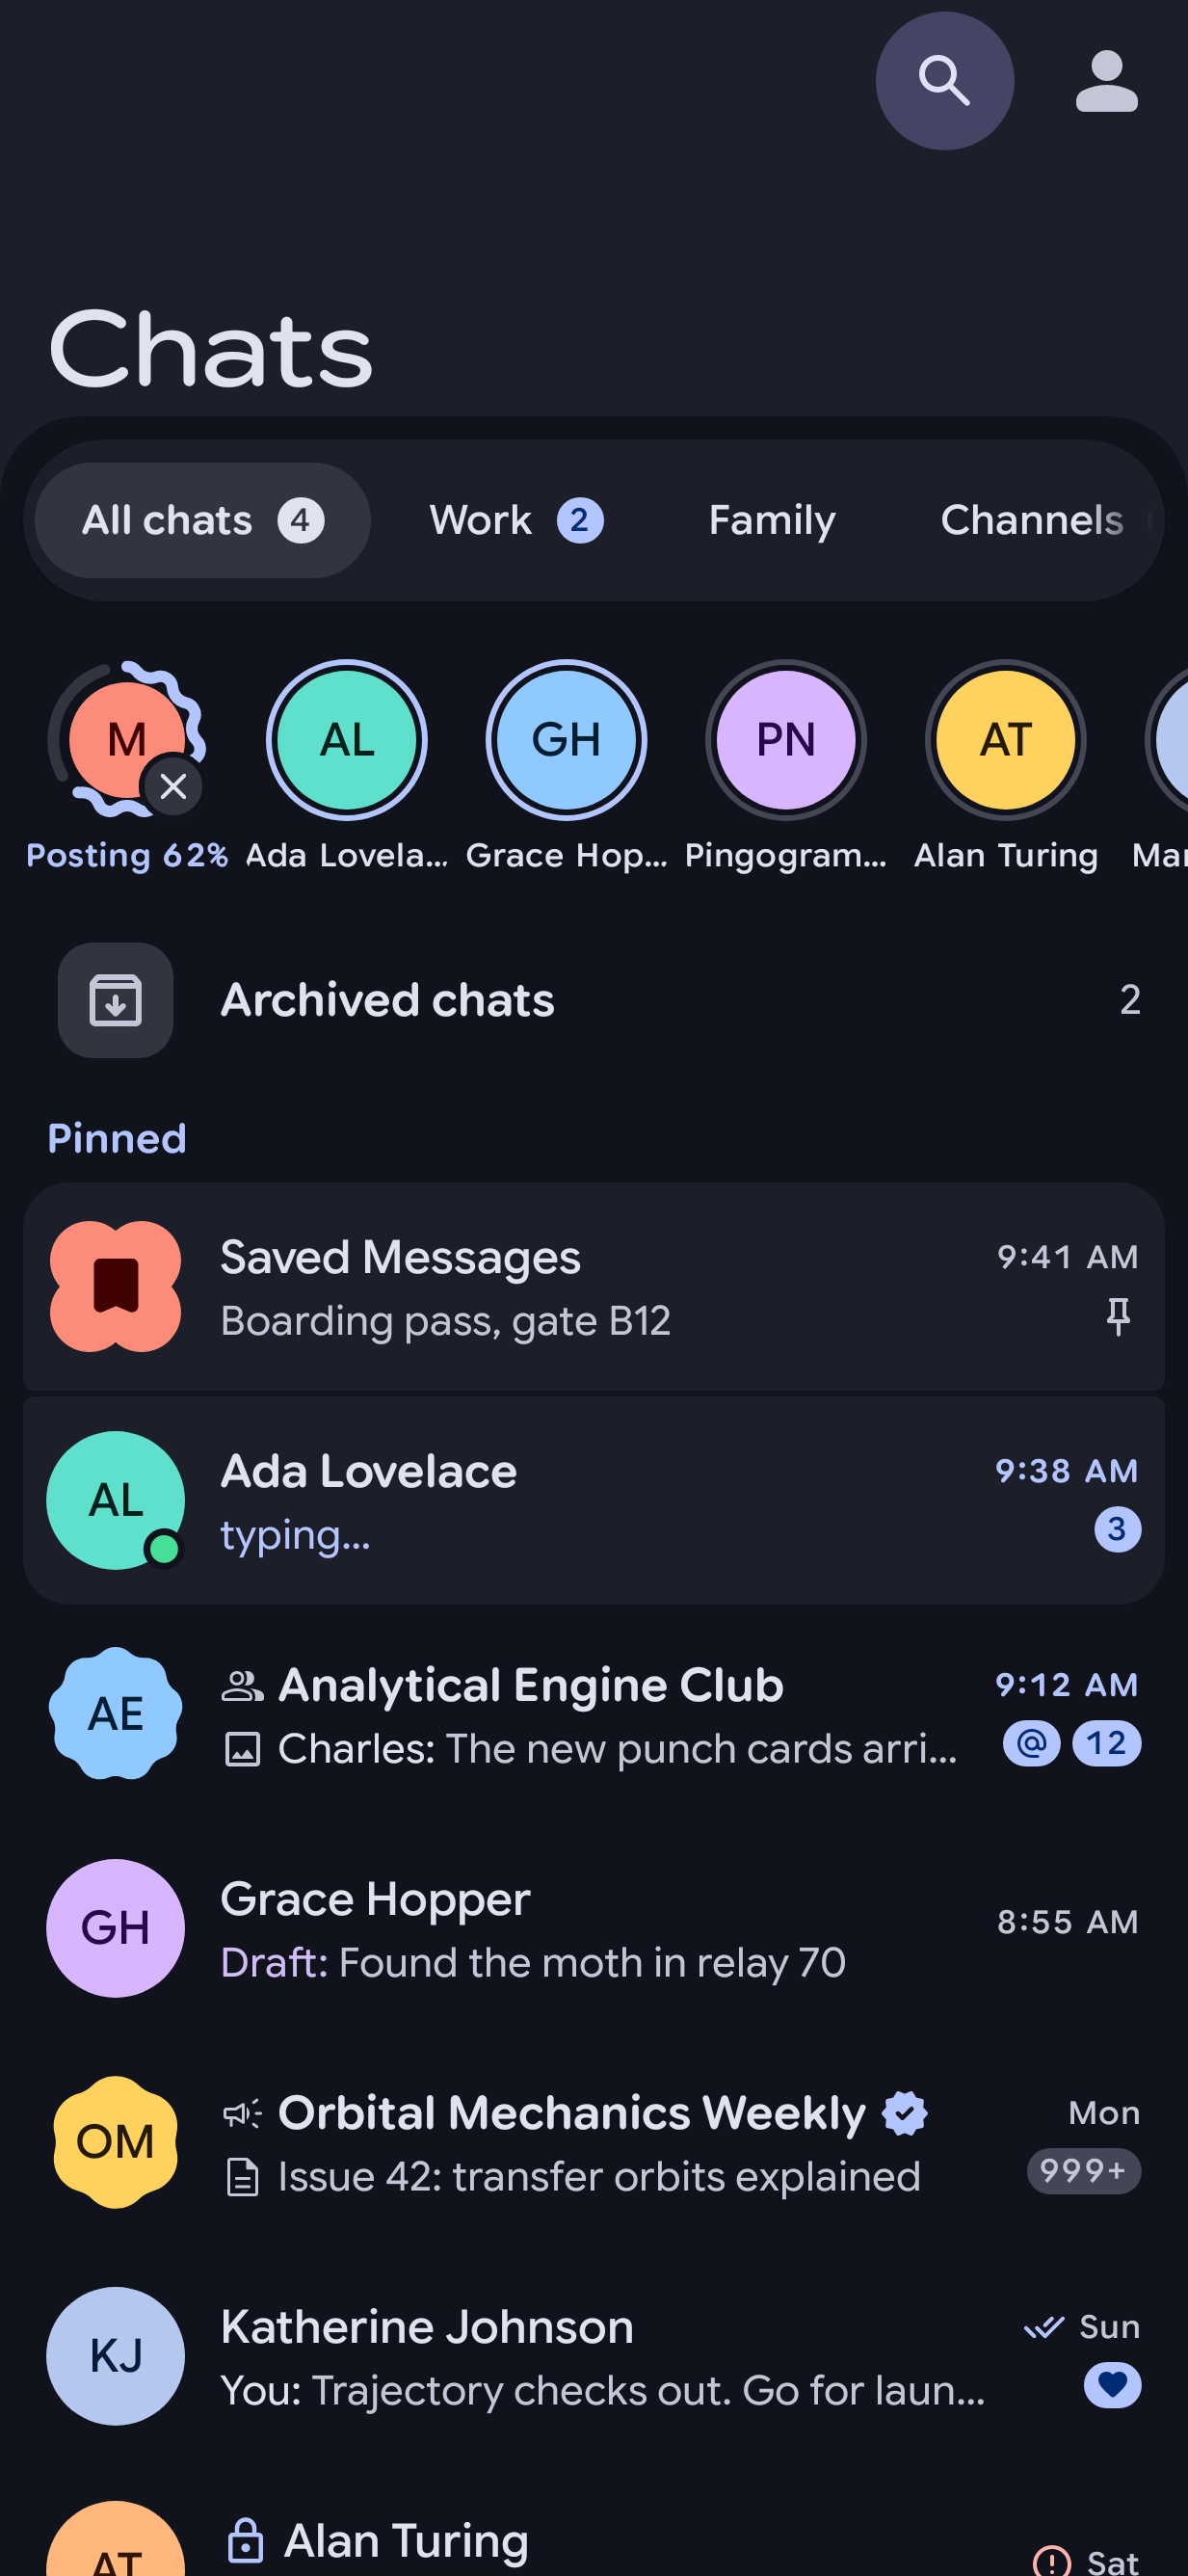 Chats
All chats 4 Work 2 Family Channels
M AL GH PN AT
Posting 62% Ada Lovela... Grace Hop... Pingogram... Alan Turing Mar
Archived chats 2
Pinned
Saved Messages 9:41 AM
Boarding pass, gate B12
AL Ada Lovelace 9:38 AM
typing... 3
AE Analytical Engine Club 9:12 AM
Charles: The new punch cards arri... @ 12
GH Grace Hopper 8:55 AM
Draft: Found the moth in relay 70
OM Orbital Mechanics Weekly Mon
Issue 42: transfer orbits explained 999+
KJ Katherine Johnson Sun
You: Trajectory checks out. Go for laun...
AT Alan Turing Sat